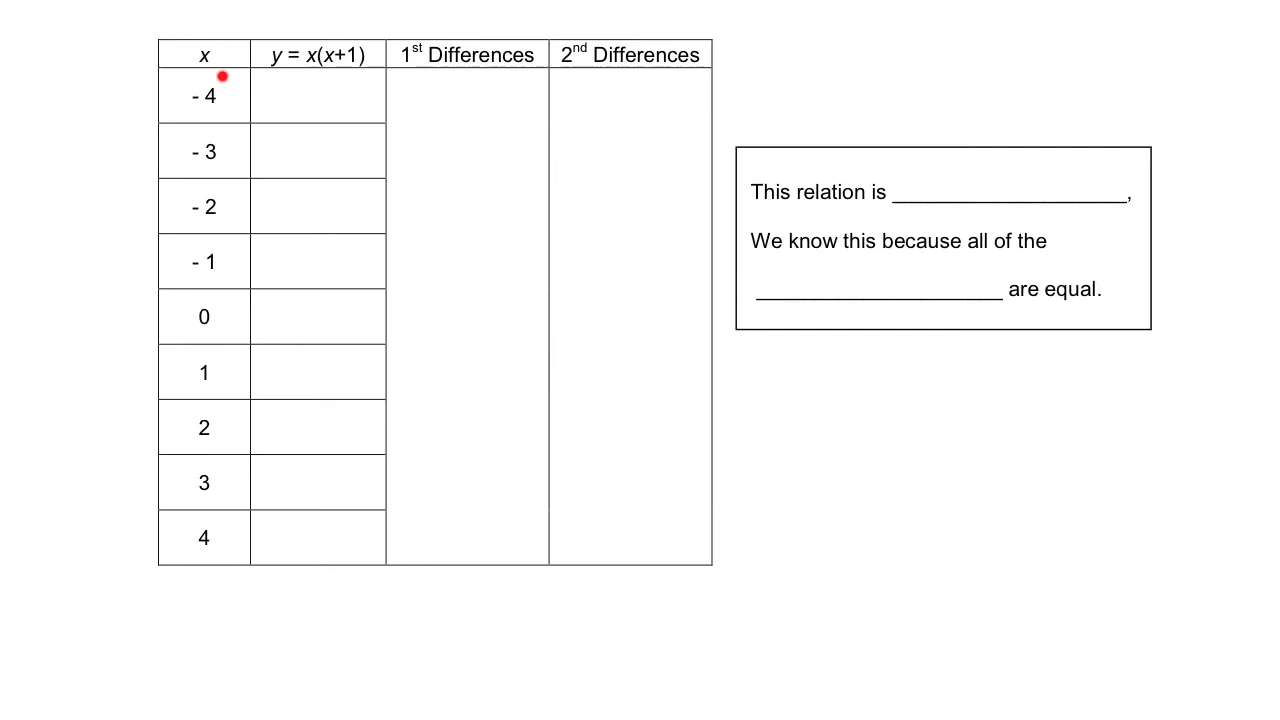 x y = x(x+1) 1st Differences 2nd Differences
- 4
- 3
- 2
- 1
0
1
2
3
4
This relation is ____________________,
We know this because all of the
_____________________ are equal.